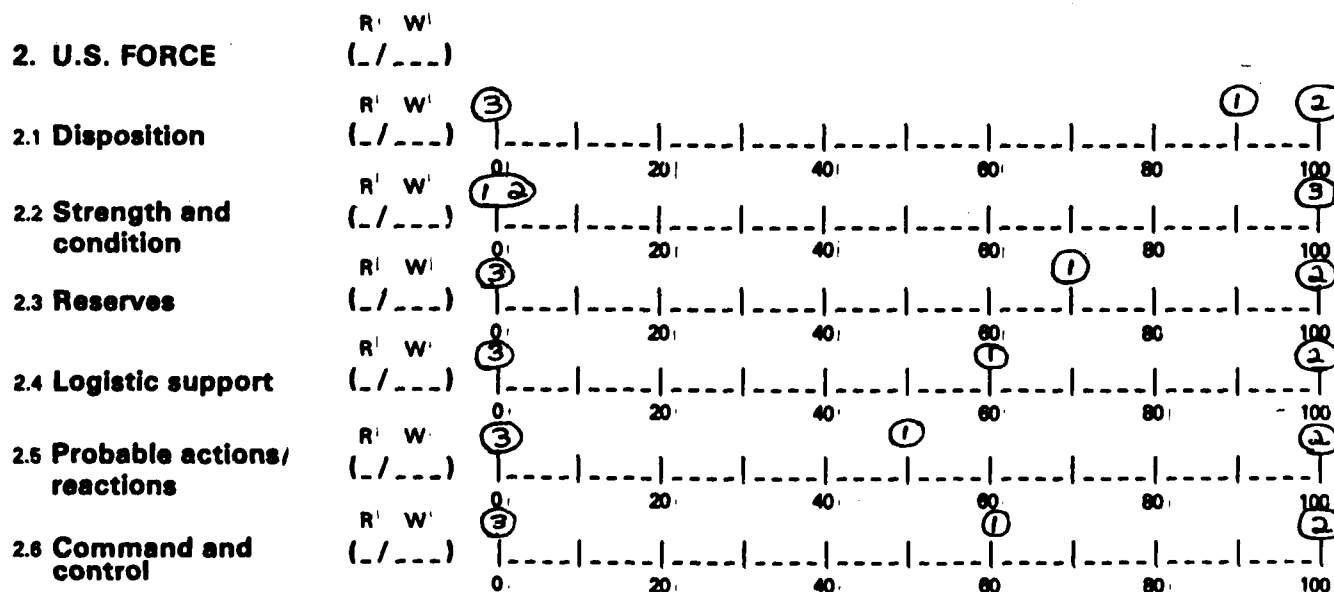 R W
2. U.S. FORCE (_/___)
R W ③ ① ②
2.1 Disposition (_/___)
0 20 40 60 80 100
R W 1 2 ③
2.2 Strength and (_/___)
condition
0 20 40 60 80 100
R W ③ ① ②
2.3 Reserves (_/___)
0 20 40 60 80 100
R W ③ ① ②
2.4 Logistic support (_/___)
0 20 40 60 80 100
R W ③ ① ②
2.5 Probable actions/ (_/___)
reactions
0 20 40 60 80 100
R W ③ ① ②
2.6 Command and (_/___)
control
0 20 40 60 80 100